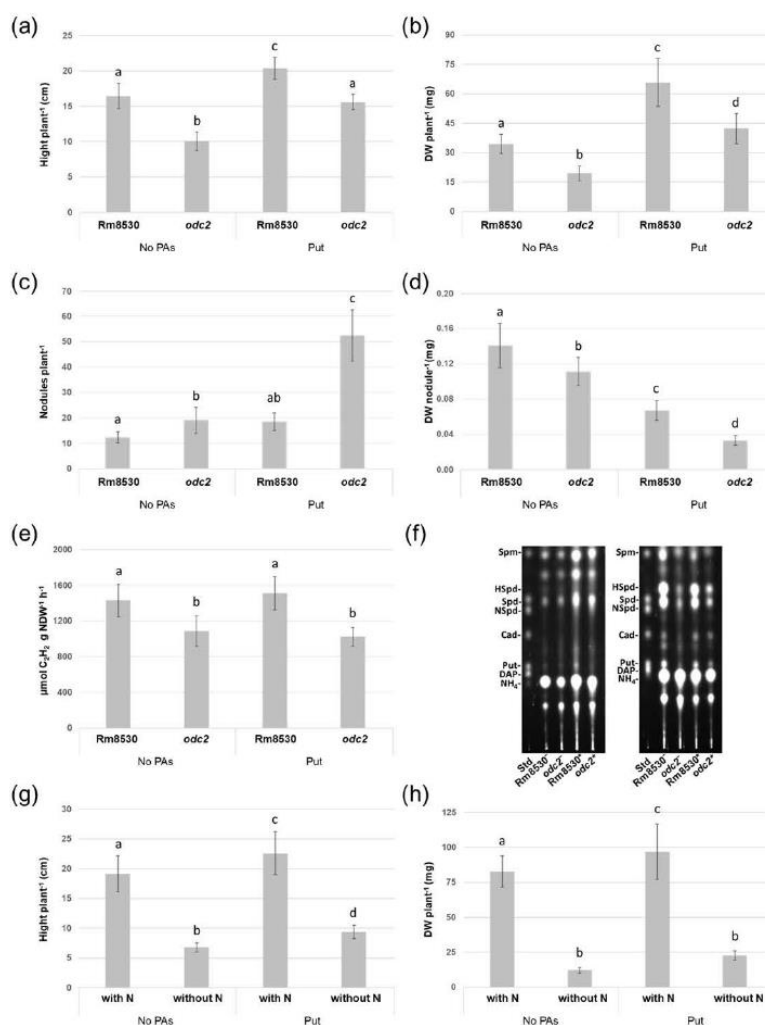 (a)
Hight plant⁻¹ (cm)
25
20
15
10
5
0
a
b
c
a
Rm8530
odc2
Rm8530
odc2
No PAs
Put
(b)
DW plant⁻¹ (mg)
90
75
60
45
30
15
0
a
b
c
d
Rm8530
odc2
Rm8530
odc2
No PAs
Put
(c)
Nodules plant⁻¹
70
60
50
40
30
20
10
0
a
b
ab
c
Rm8530
odc2
Rm8530
odc2
No PAs
Put
(d)
DW nodule⁻¹ (mg)
0.20
0.16
0.12
0.08
0.04
0.00
a
b
c
d
Rm8530
odc2
Rm8530
odc2
No PAs
Put
(e)
µmol C₂H₂ g NDW⁻¹ h⁻¹
2000
1600
1200
800
400
0
a
b
a
b
Rm8530
odc2
Rm8530
odc2
No PAs
Put
(f)
Spm-
HSpd-
Spd-
NSpd-
Cad-
Put-
DAP-
NH₄-
Std
Rm8530⁻
odc2⁻
Rm8530⁺
odc2⁺
Spm-
HSpd-
Spd-
NSpd-
Cad-
Put-
DAP-
NH₄-
Std
Rm8530⁻
odc2⁻
Rm8530⁺
odc2⁺
(g)
Hight plant⁻¹ (cm)
30
25
20
15
10
5
0
a
b
c
d
with N
without N
with N
without N
No PAs
Put
(h)
DW plant⁻¹ (mg)
125
100
75
50
25
0
a
b
c
b
with N
without N
with N
without N
No PAs
Put